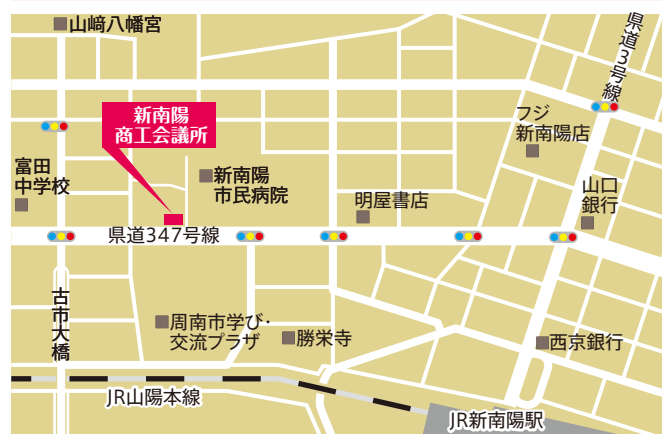 山﨑八幡宮
県道3号線
新南陽
商工会議所
フジ
新南陽店
富田
中学校
新南陽
市民病院
明屋書店
山口
銀行
県道347号線
古市大橋
周南市学び・
交流プラザ
勝栄寺
西京銀行
JR山陽本線
JR新南陽駅